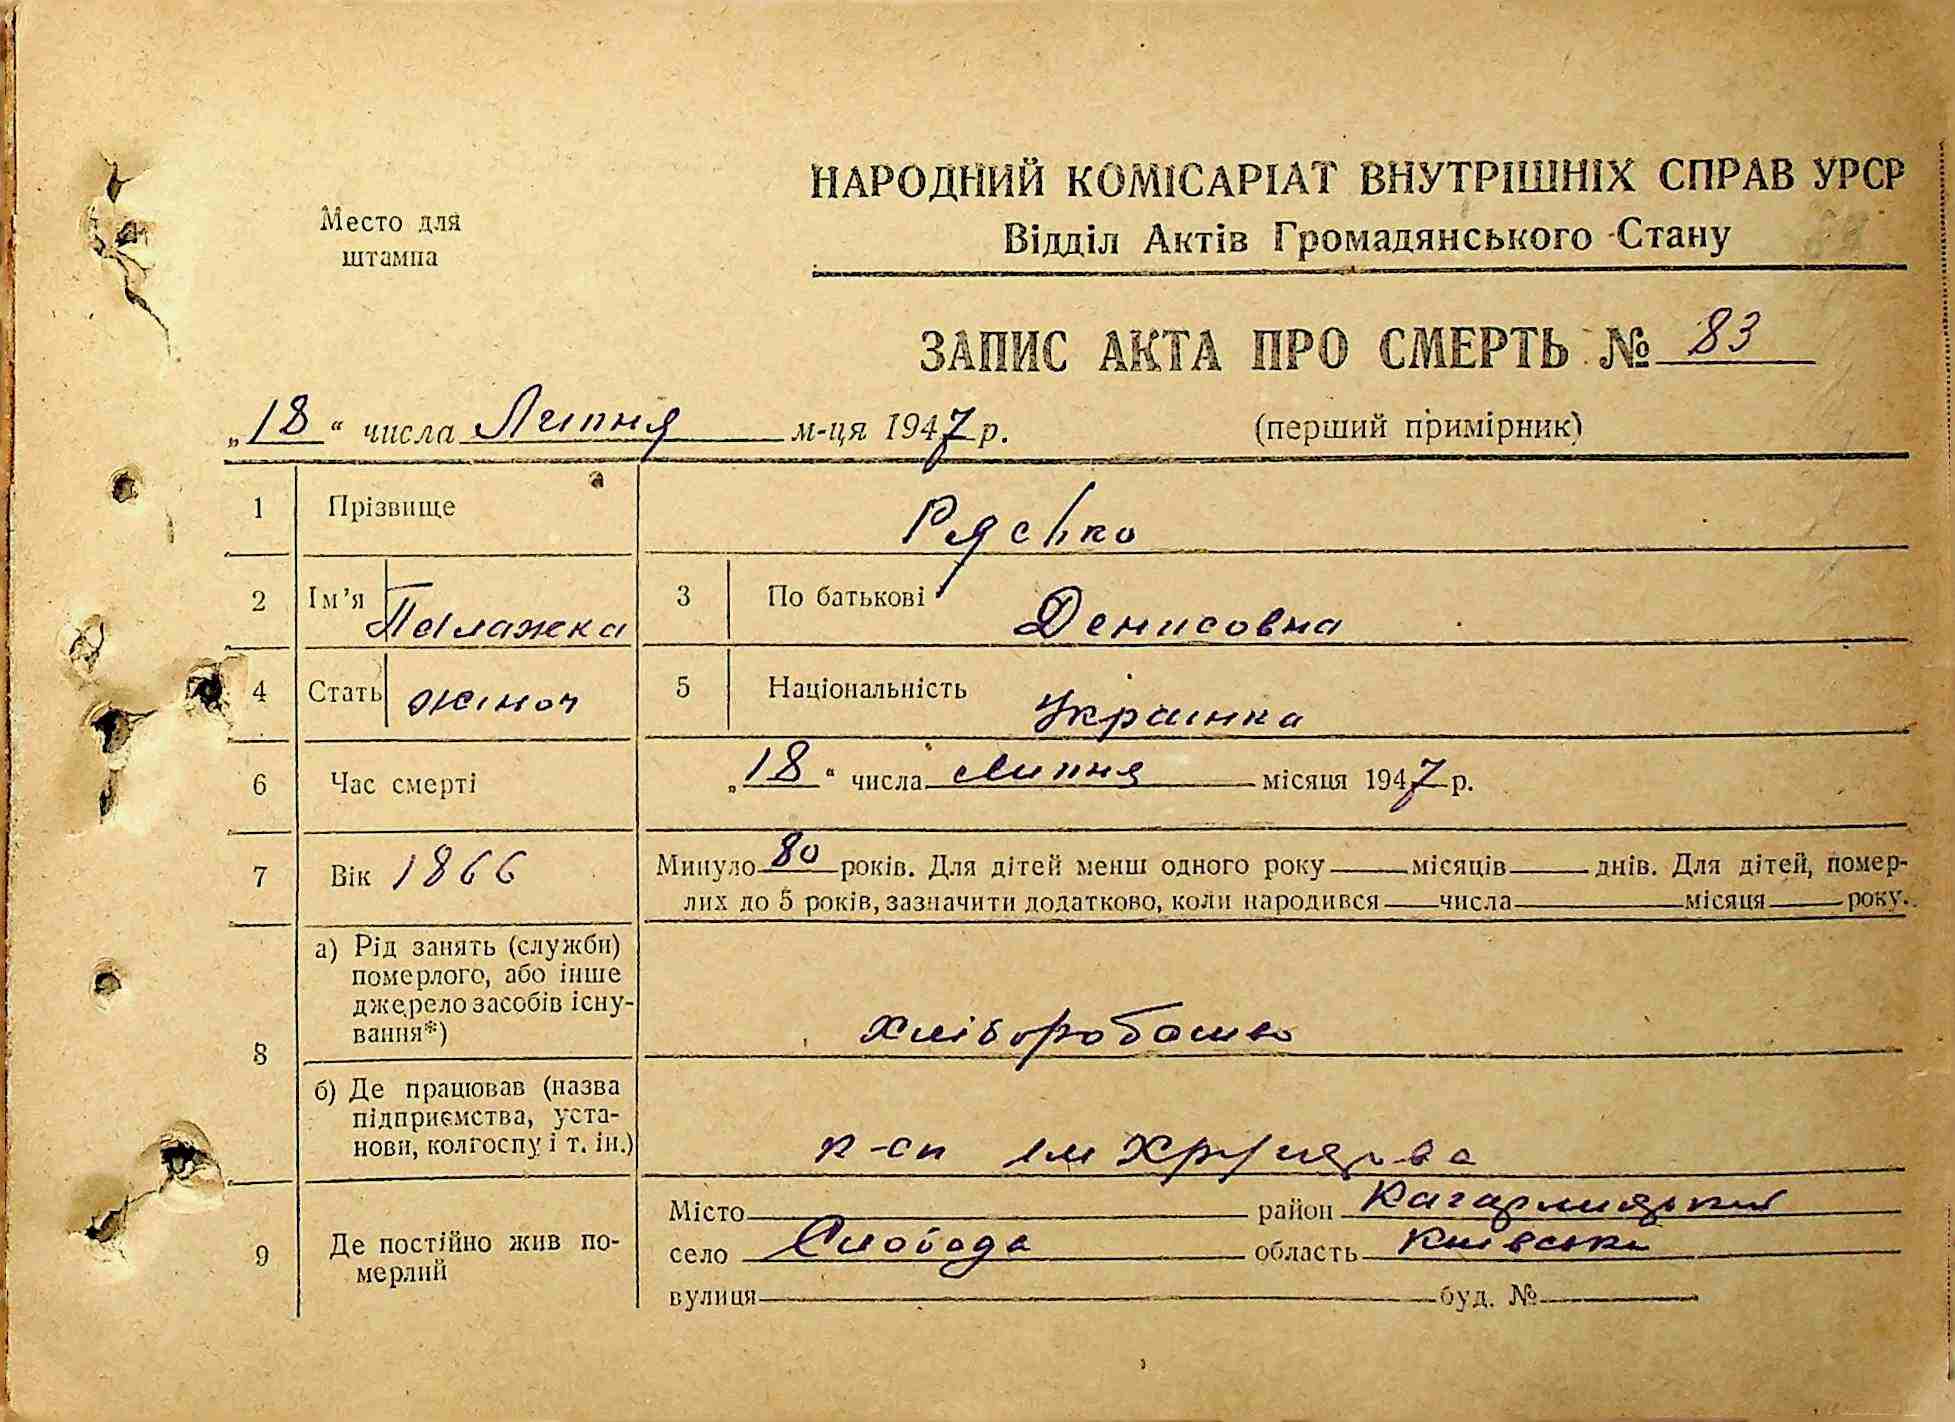 Место для
штампа
НАРОДНИЙ КОМІСАРІАТ ВНУТРІШНІХ СПРАВ УРСР
Відділ Актів Громадянського Стану
ЗАПИС АКТА ПРО СМЕРТЬ № 83
„18“ числа Липня м-ця 1947 р. (перший примірник)
1 Прізвище
2 Ім’я Палажка 3 По батькові Денисовна
4 Стать жіноч 5 Національність Украинка
6 Час смерті „18“ числа Липня місяця 1947 р.
7 Вік 1866 Минуло 80 років. Для дітей менш одного року місяців днів. Для дітей, помер-
лих до 5 років, зазначити додатково, коли народився числа місяця року.
8 а) Рід занять (служби)
померлого, або інше
джерело засобів існу-
вання*)
хліборобство
б) Де працював (назва
підприємства, уста-
нови, колгоспу і т. ін.)
к-сп ім Хрущова
9 Де постійно жив по-
мерлий
Місто район Кагарлицький
село Слобода область Київська
вулиця буд. №